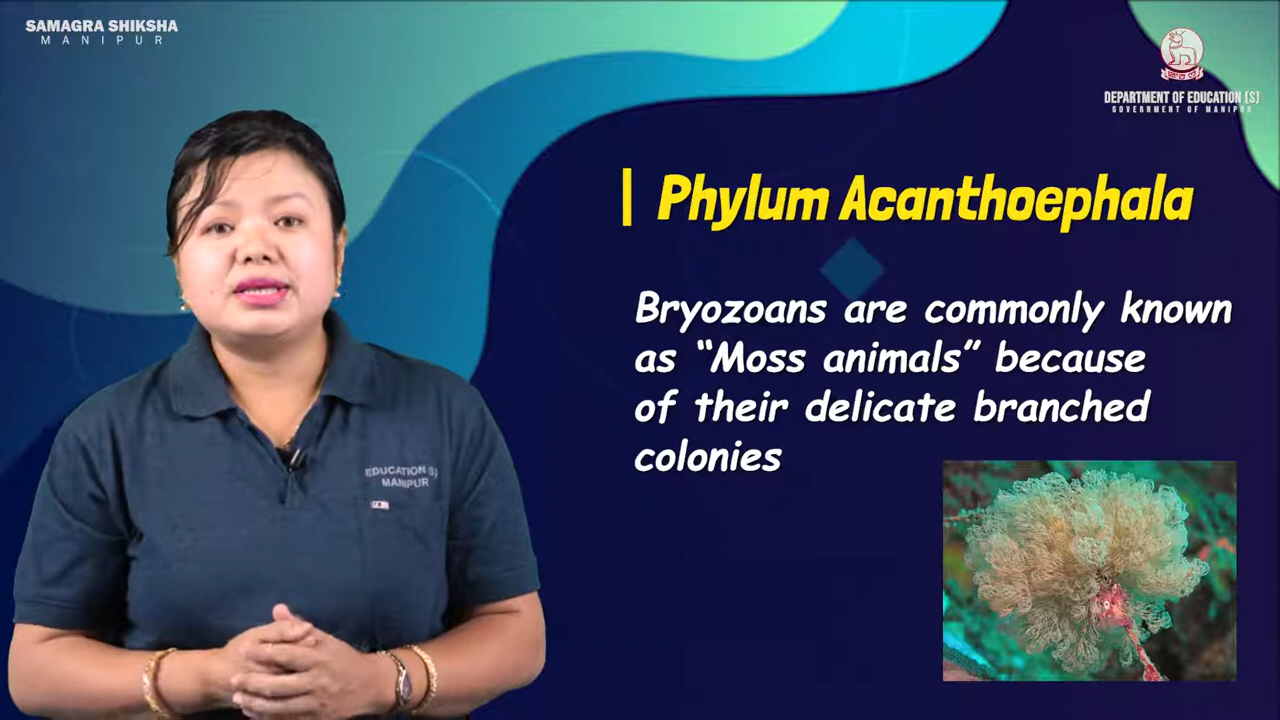 SAMAGRA SHIKSHA
MANIPUR
DEPARTMENT OF EDUCATION (S)
GOVERNMENT OF MANIPUR
Phylum Acanthoephala
Bryozoans are commonly known
as “Moss animals” because
of their delicate branched
colonies
EDUCATION (S)
MANIPUR